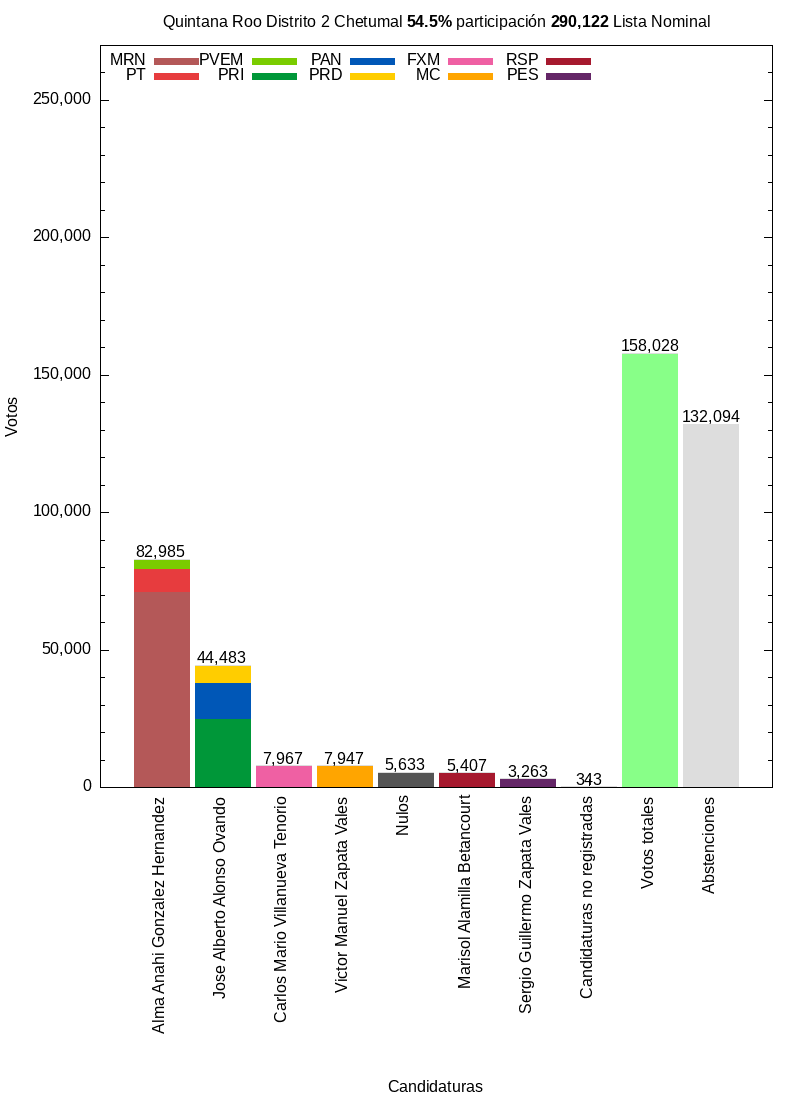 Quintana Roo Distrito 2 Chetumal 54.5% participación 290,122 Lista Nominal
MRN PVEM PAN FXM RSP
PT PRI PRD MC PES
250,000
200,000
150,000
100,000
50,000
0
Votos
82,985
44,483
7,967
7,947
5,633
5,407
3,263
343
158,028
132,094
Alma Anahi Gonzalez Hernandez
Jose Alberto Alonso Ovando
Carlos Mario Villanueva Tenorio
Victor Manuel Zapata Vales
Nulos
Marisol Alamilla Betancourt
Sergio Guillermo Zapata Vales
Candidaturas no registradas
Votos totales
Abstenciones
Candidaturas